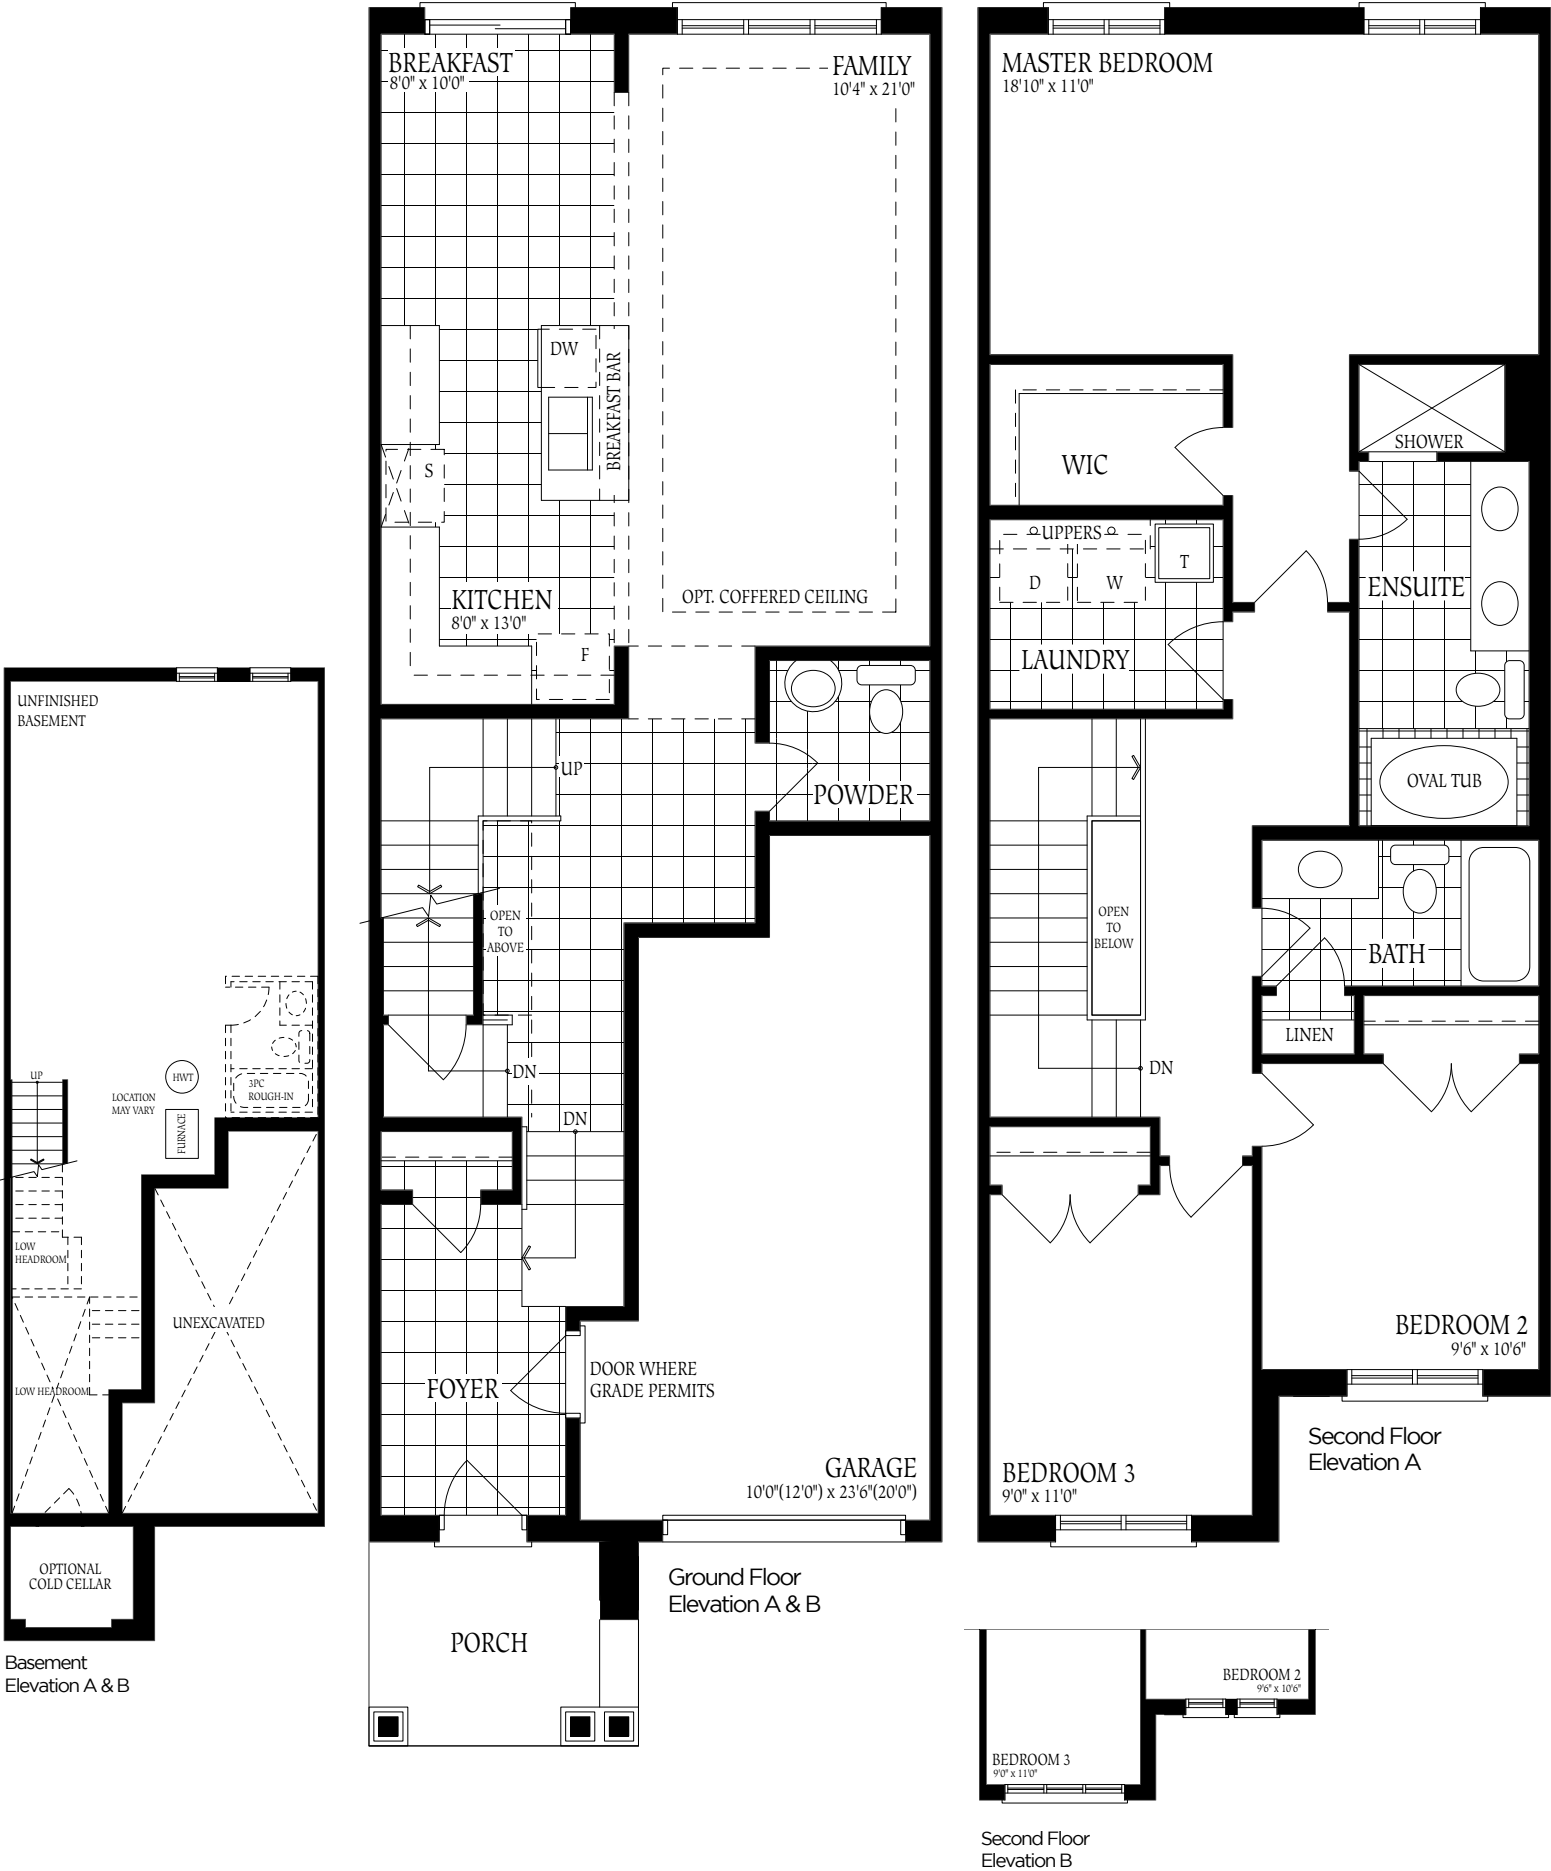 UNFINISHED
BASEMENT
UP
LOCATION
MAY VARY
HWT
FURNACE
3PC
ROUGH-IN
LOW
HEADROOM
UNEXCAVATED
LOW HEADROOM
OPTIONAL
COLD CELLAR
Basement
Elevation A & B
BREAKFAST
8'0" x 10'0"
FAMILY
10'4" x 21'0"
DW
BREAKFAST BAR
S
OPT. COFFERED CEILING
KITCHEN
8'0" x 13'0"
F
UP
POWDER
OPEN
TO
ABOVE
DN
DN
FOYER
DOOR WHERE
GRADE PERMITS
GARAGE
10'0"(12'0") x 23'6"(20'0")
PORCH
Ground Floor
Elevation A & B
MASTER BEDROOM
18'10" x 11'0"
WIC
SHOWER
UPPERS
D
W
T
ENSUITE
LAUNDRY
OVAL TUB
OPEN
TO
BELOW
BATH
LINEN
DN
BEDROOM 2
9'6" x 10'6"
BEDROOM 3
9'0" x 11'0"
Second Floor
Elevation A
BEDROOM 2
9'6" x 10'6"
BEDROOM 3
9'0" x 11'0"
Second Floor
Elevation B